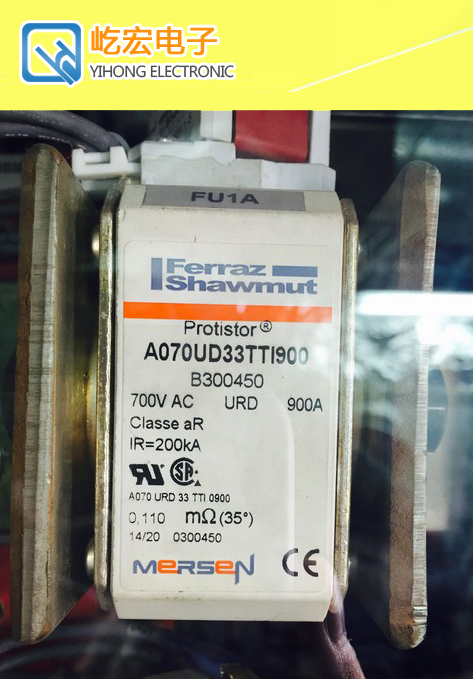 屹宏电子
YIHONG ELECTRONIC
FU1A
Ferraz
Shawmut
Protistor®
A070UD33TTI900
B300450
700V AC URD 900A
Classe aR
IR=200kA
A070 URD 33 TTI 0900
0,110 mΩ(35°)
14/20 0300450
MERSEN CE